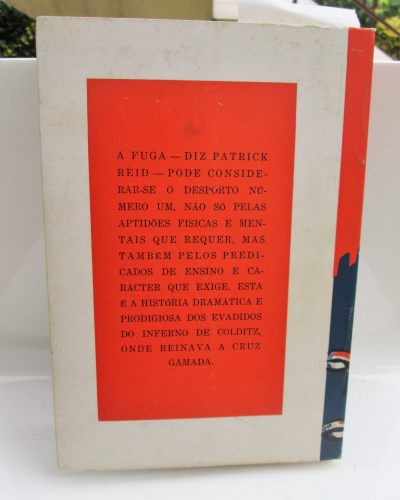 A FUGA — DIZ PATRICK
REID — PODE CONSIDE-
RAR-SE O DESPORTO NÚ-
MERO UM, NÃO SÓ PELAS
APTIDÕES FÍSICAS E MEN-
TAIS QUE REQUER, MAS
TAMBÉM PELOS PREDI-
CADOS DE ENSINO E CA-
RACTER QUE EXIGE. ESTA
É A HISTÓRIA DRAMÁTICA E
PRODIGIOSA DOS EVADIDOS
DO INFERNO DE COLDITZ,
ONDE REINAVA A CRUZ
GAMADA.